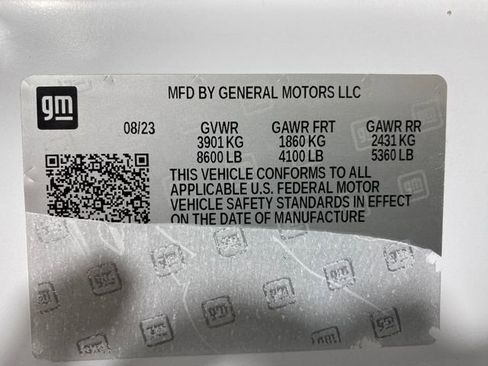 gm
MFD BY GENERAL MOTORS LLC
08/23 GVWR GAWR FRT GAWR RR
3901 KG 1860 KG 2431 KG
8600 LB 4100 LB 5360 LB
THIS VEHICLE CONFORMS TO ALL
APPLICABLE U.S. FEDERAL MOTOR
VEHICLE SAFETY STANDARDS IN EFFECT
ON THE DATE OF MANUFACTURE